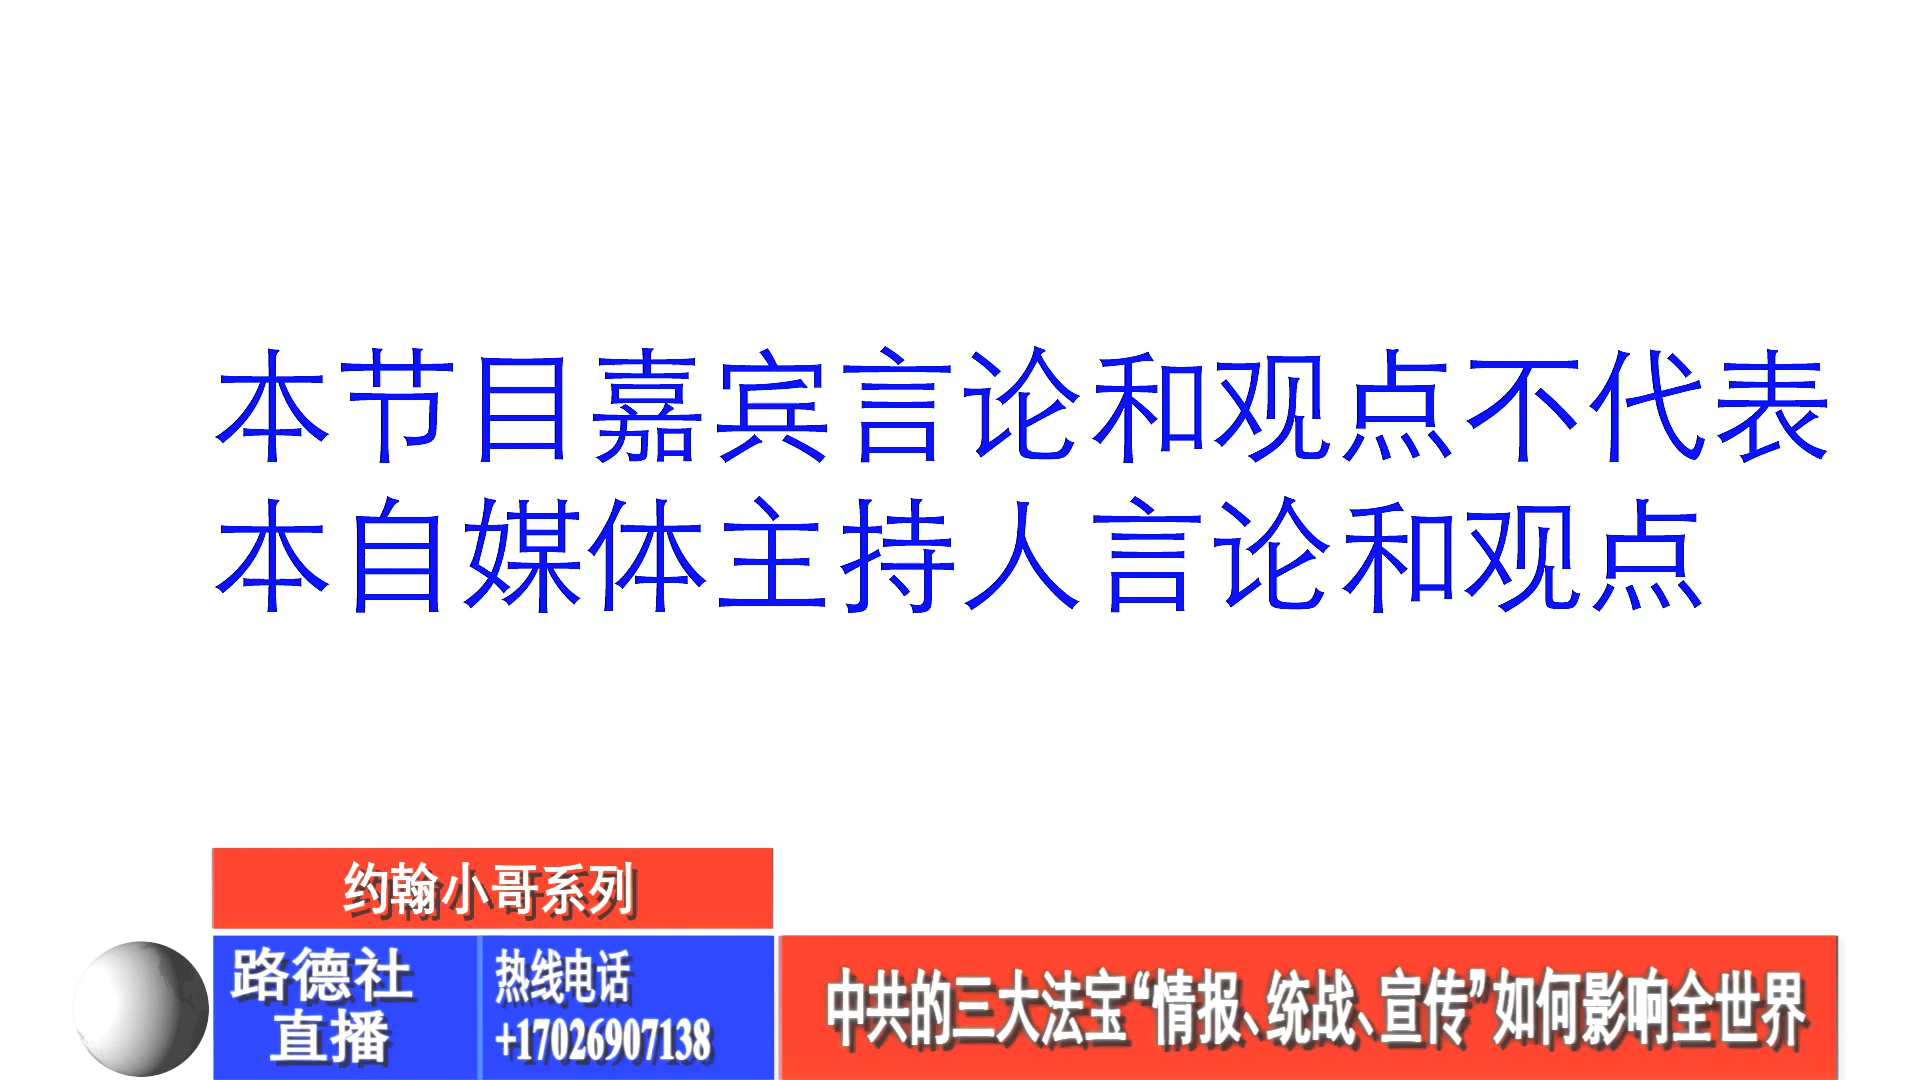 本节目嘉宾言论和观点不代表
本自媒体主持人言论和观点
约翰小哥系列
路德社
直播
热线电话
+17026907138
中共的三大法宝“情报、统战、宣传”如何影响全世界